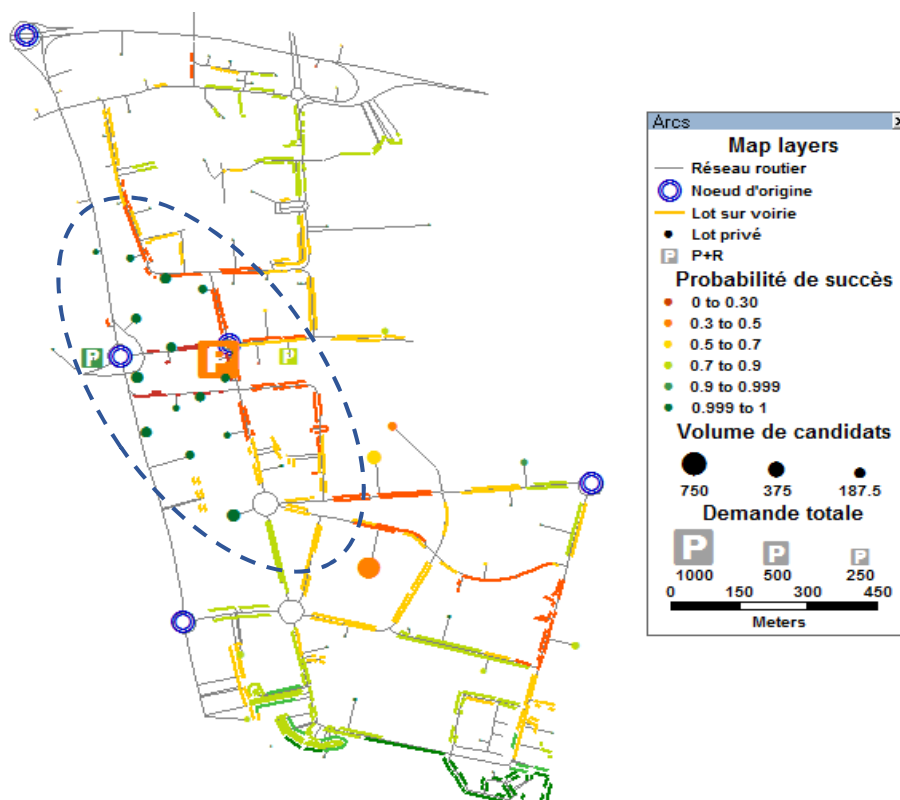 Arcs x
Map layers
Réseau routier
Noeud d'origine
Lot sur voirie
Lot privé
P P+R
Probabilité de succès
0 to 0.30
0.3 to 0.5
0.5 to 0.7
0.7 to 0.9
0.9 to 0.999
0.999 to 1
Volume de candidats
750 375 187.5
Demande totale
P P P
1000 500 250
0 150 300 450
Meters
P P P